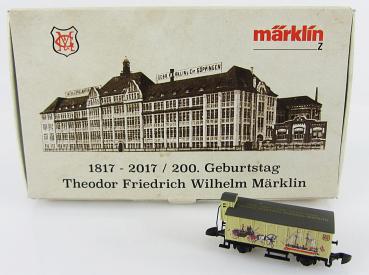 märklin
Z
GEBR. MÄRKLIN & CIE GÖPPINGEN
1817 - 2017 / 200. Geburtstag
Theodor Friedrich Wilhelm Märklin